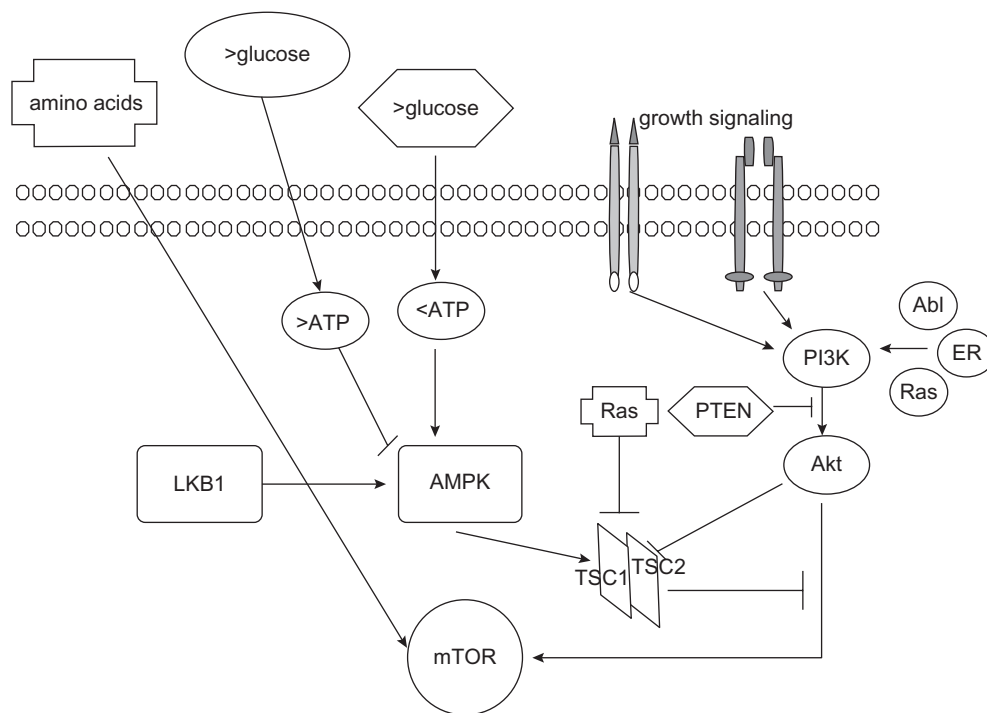 >glucose
amino acids
>glucose
growth signaling
>ATP
<ATP
Abl
PI3K
ER
Ras
Ras
PTEN
Akt
LKB1
AMPK
TSC1
TSC2
mTOR